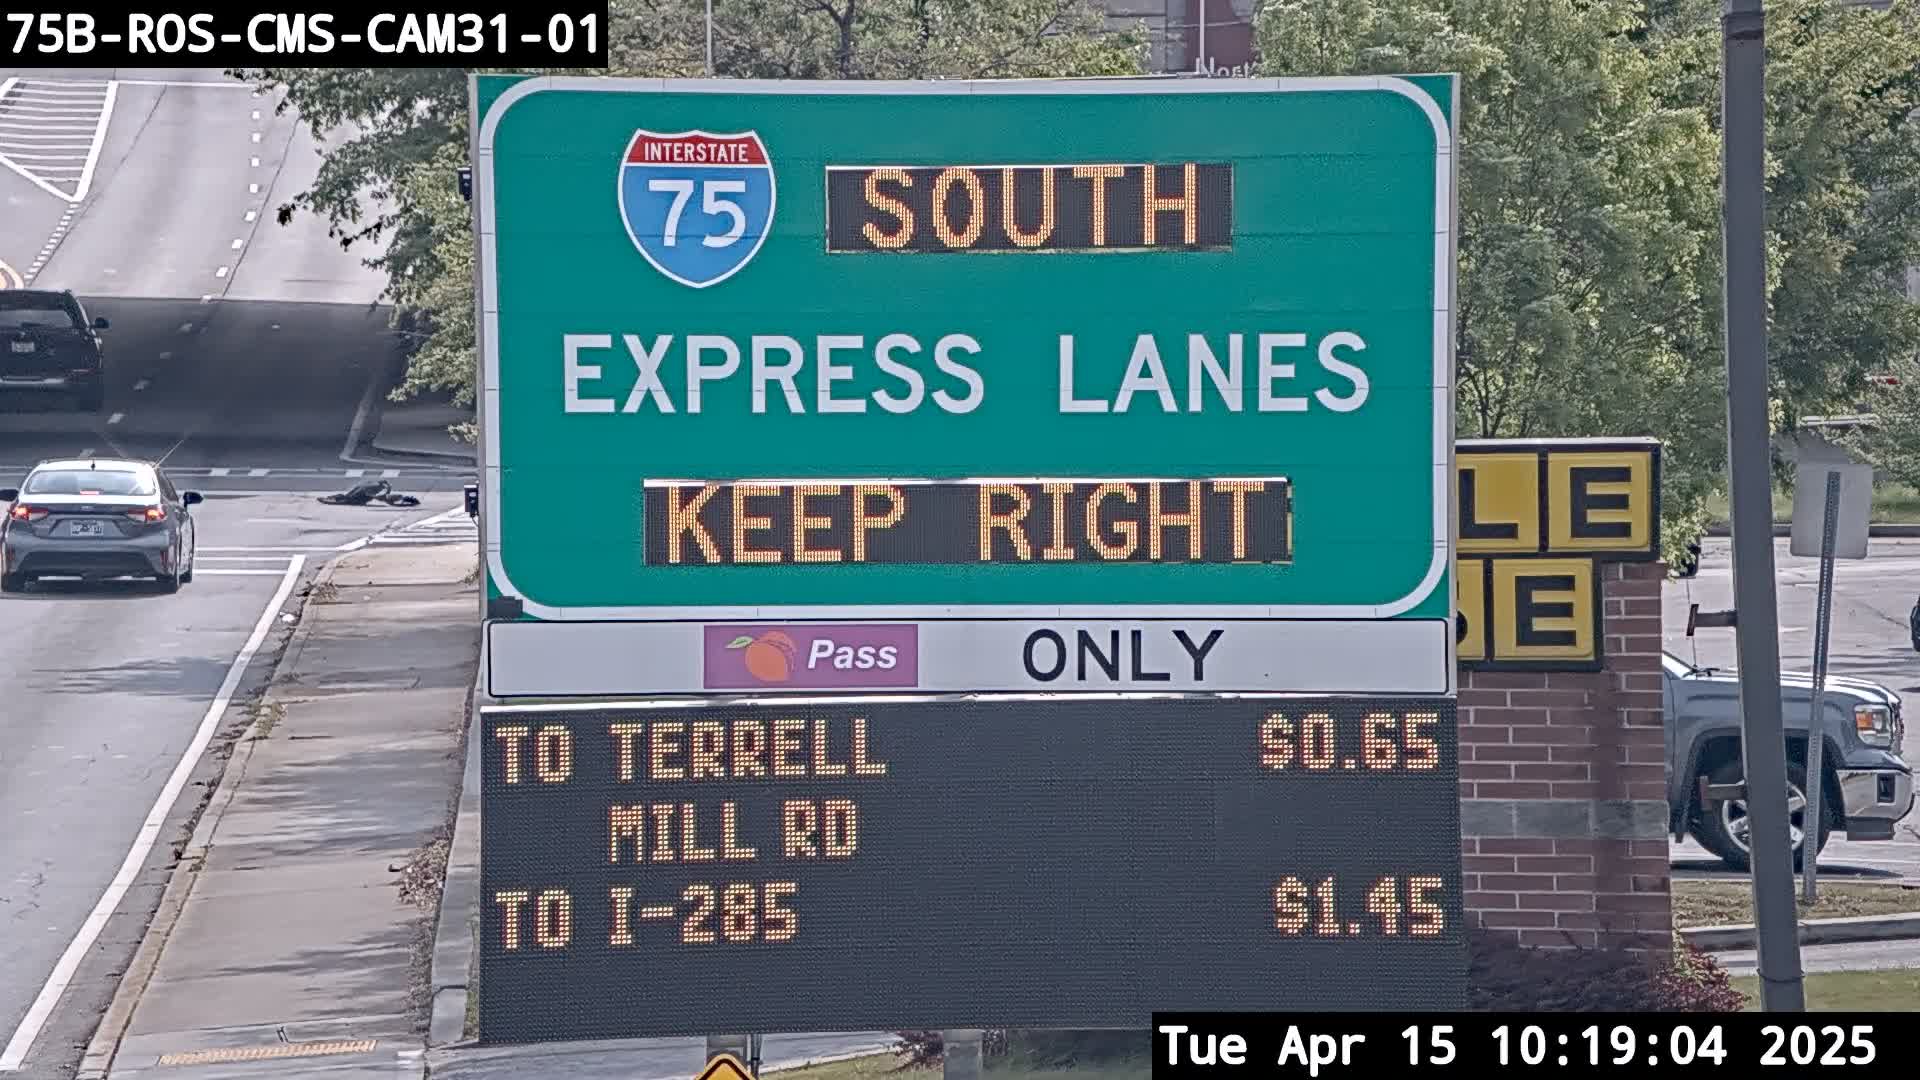 75B-ROS-CMS-CAM31-01
INTERSTATE
75
SOUTH
EXPRESS LANES
KEEP RIGHT
Pass ONLY
TO TERRELL $0.65
MILL RD
TO I-285 $1.45
LE
E
Tue Apr 15 10:19:04 2025